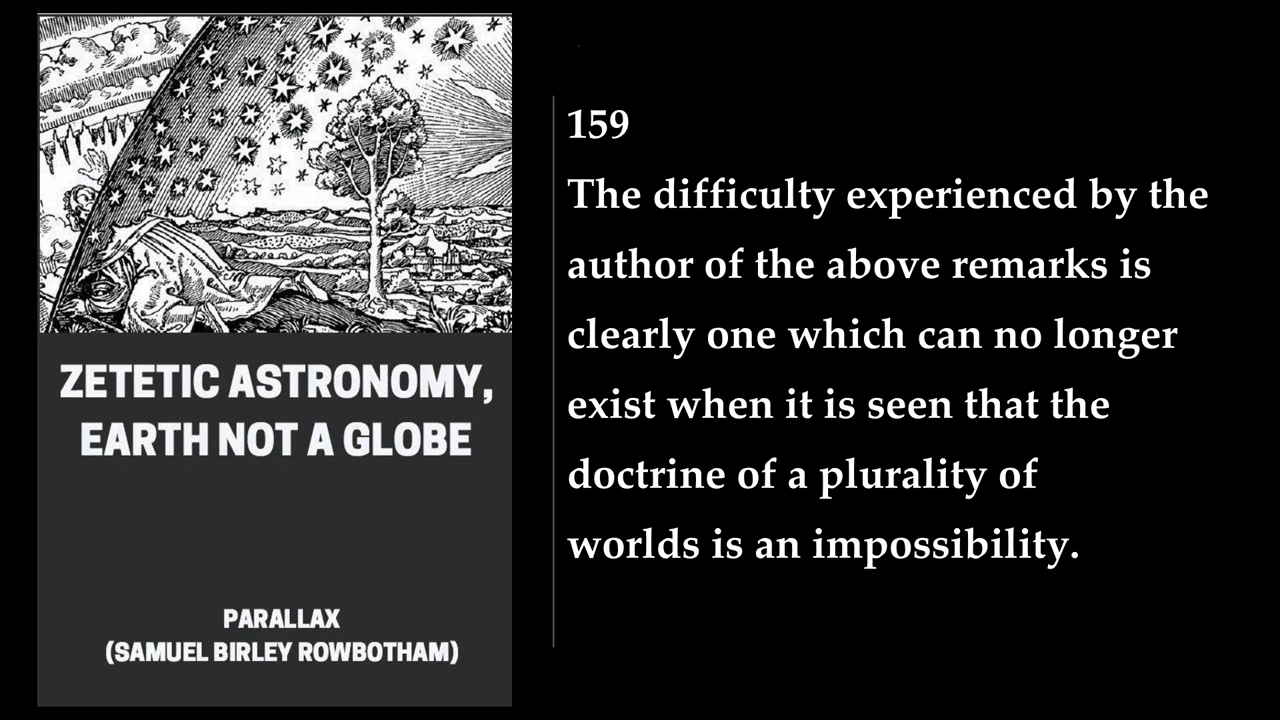 ZETETIC ASTRONOMY,
EARTH NOT A GLOBE
PARALLAX
(SAMUEL BIRLEY ROWBOTHAM)
159
The difficulty experienced by the
author of the above remarks is
clearly one which can no longer
exist when it is seen that the
doctrine of a plurality of
worlds is an impossibility.